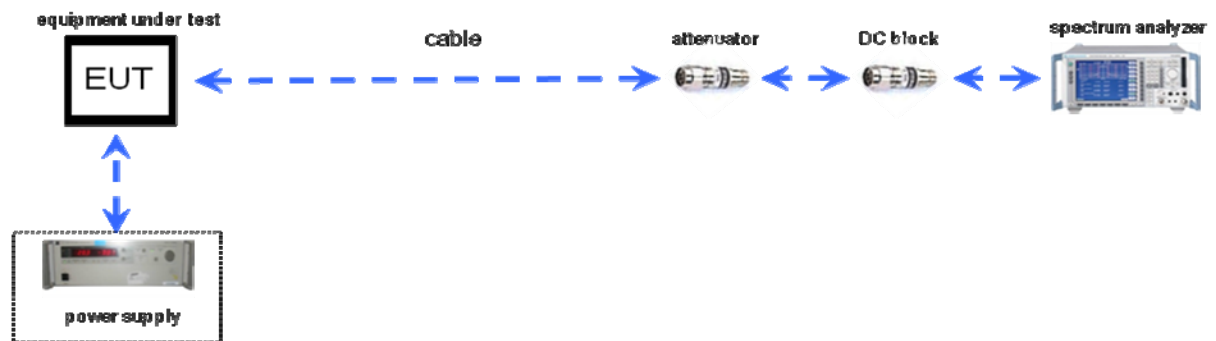 equipment under test
cable
attenuator
DC block
spectrum analyzer
EUT
power supply